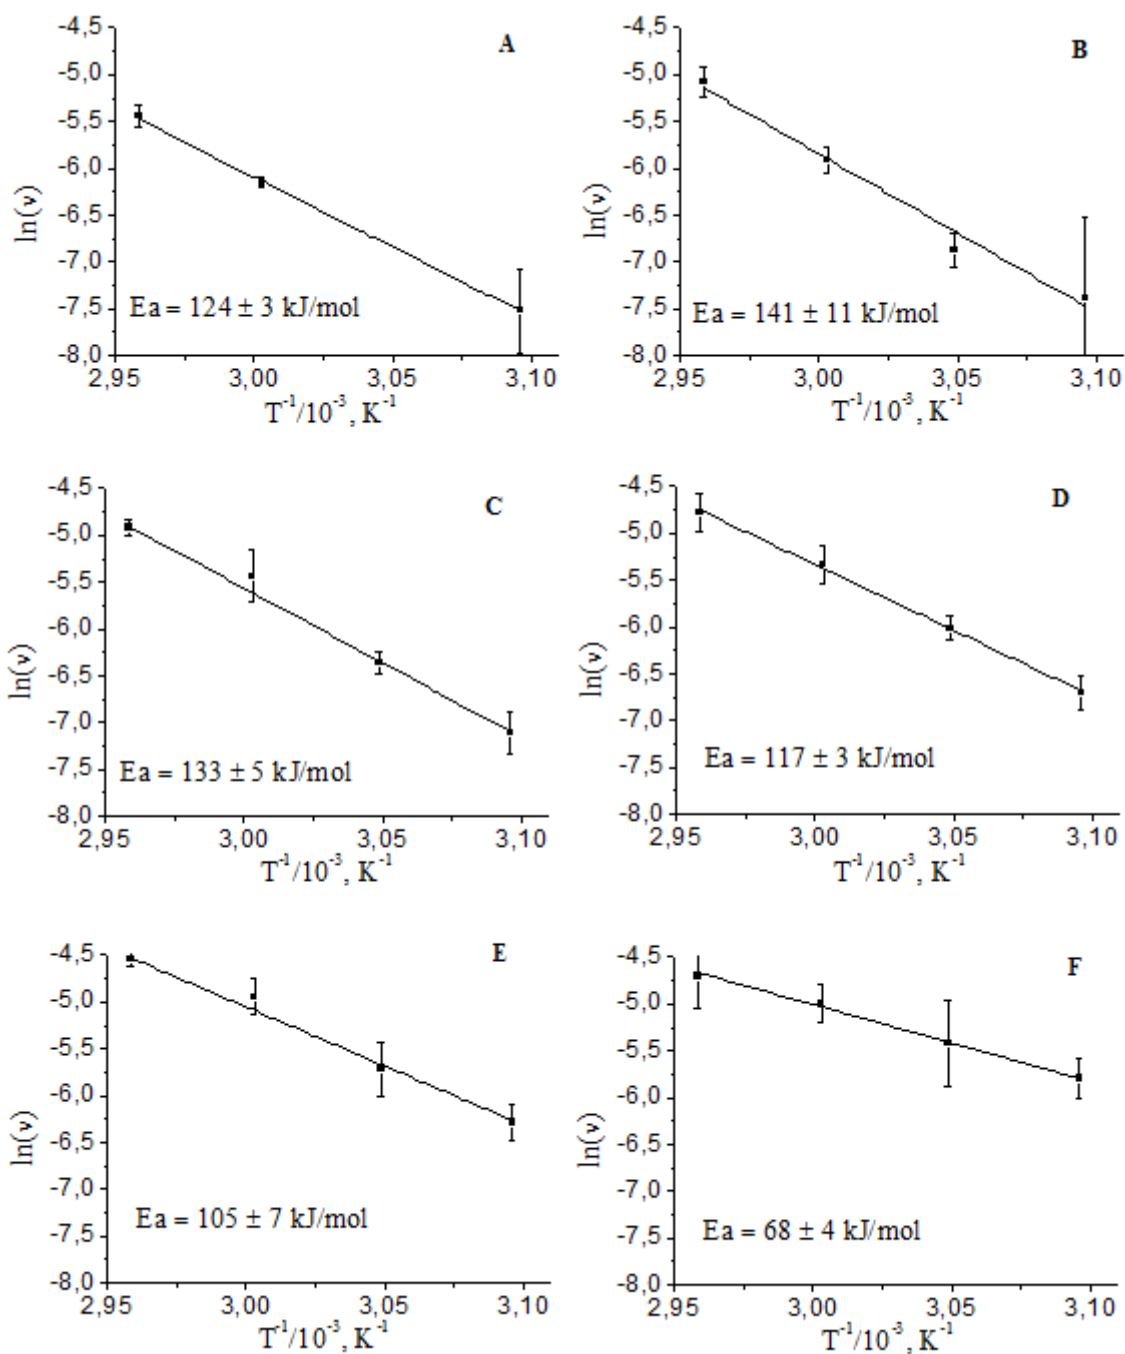 A
-4,5
-5,0
-5,5
-6,0
-6,5
-7,0
-7,5
-8,0
ln(ν)
Ea = 124 ± 3 kJ/mol
2,95 3,00 3,05 3,10
T⁻¹/10⁻³, K⁻¹
B
-4,5
-5,0
-5,5
-6,0
-6,5
-7,0
-7,5
-8,0
ln(ν)
Ea = 141 ± 11 kJ/mol
2,95 3,00 3,05 3,10
T⁻¹/10⁻³, K⁻¹
C
-4,5
-5,0
-5,5
-6,0
-6,5
-7,0
-7,5
-8,0
ln(ν)
Ea = 133 ± 5 kJ/mol
2,95 3,00 3,05 3,10
T⁻¹/10⁻³, K⁻¹
D
-4,5
-5,0
-5,5
-6,0
-6,5
-7,0
-7,5
-8,0
ln(ν)
Ea = 117 ± 3 kJ/mol
2,95 3,00 3,05 3,10
T⁻¹/10⁻³, K⁻¹
E
-4,5
-5,0
-5,5
-6,0
-6,5
-7,0
-7,5
-8,0
ln(ν)
Ea = 105 ± 7 kJ/mol
2,95 3,00 3,05 3,10
T⁻¹/10⁻³, K⁻¹
F
-4,5
-5,0
-5,5
-6,0
-6,5
-7,0
-7,5
-8,0
ln(ν)
Ea = 68 ± 4 kJ/mol
2,95 3,00 3,05 3,10
T⁻¹/10⁻³, K⁻¹